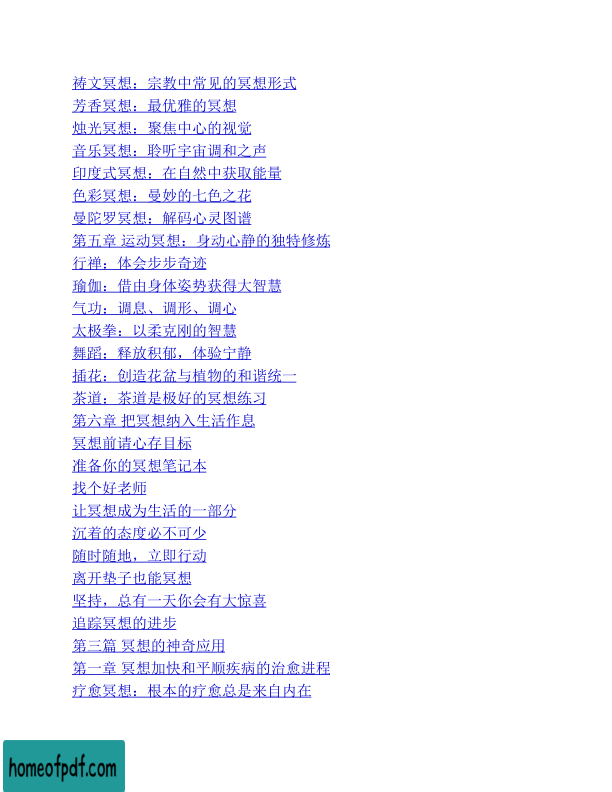 祷文冥想：宗教中常见的冥想形式
芳香冥想：最优雅的冥想
烛光冥想：聚焦中心的视觉
音乐冥想：聆听宇宙调和之声
印度式冥想：在自然中获取能量
色彩冥想：曼妙的七色之花
曼陀罗冥想：解码心灵图谱
第五章 运动冥想：身动心静的独特修炼
行禅：体会步步奇迹
瑜伽：借由身体姿势获得大智慧
气功：调息、调形、调心
太极拳：以柔克刚的智慧
舞蹈：释放积郁，体验宁静
插花：创造花盆与植物的和谐统一
茶道：茶道是极好的冥想练习
第六章 把冥想纳入生活作息
冥想前请心存目标
准备你的冥想笔记本
找个好老师
让冥想成为生活的一部分
沉着的态度必不可少
随时随地，立即行动
离开垫子也能冥想
坚持，总有一天你会有大惊喜
追踪冥想的进步
第三篇 冥想的神奇应用
第一章 冥想加快和平顺疾病的治愈进程
疗愈冥想：根本的疗愈总是来自内在
homeofpdf.com